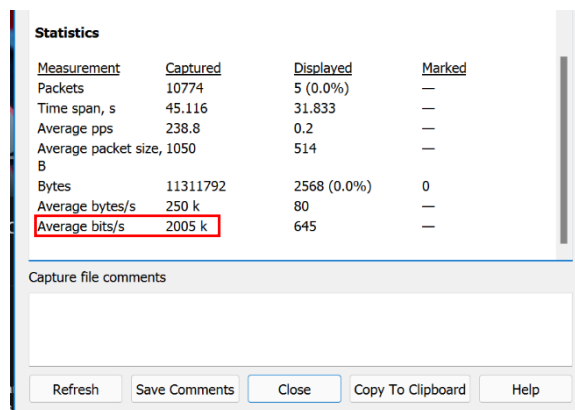 Statistics
Measurement Captured Displayed Marked
Packets 10774 5 (0.0%) —
Time span, s 45.116 31.833 —
Average pps 238.8 0.2 —
Average packet size, 1050 514 —
B
Bytes 11311792 2568 (0.0%) 0
Average bytes/s 250 k 80 —
Average bits/s 2005 k 645 —
Capture file comments
Refresh Save Comments Close Copy To Clipboard Help